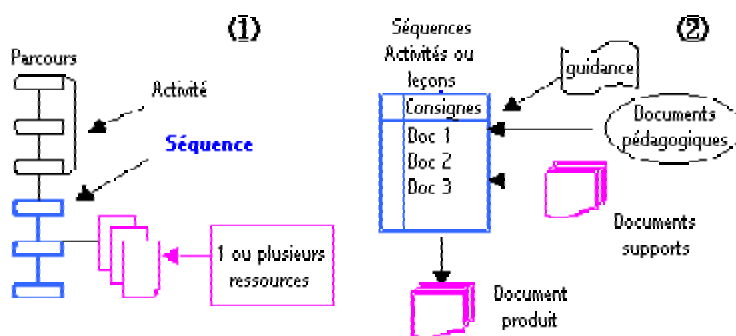 (1)
Parcours
Activité
Séquence
1 ou plusieurs
ressources
(2)
Séquences
Activités ou
leçons
guidance
Consignes
Doc 1
Doc 2
Doc 3
Documents
pédagogiques
Documents
supports
Document
produit